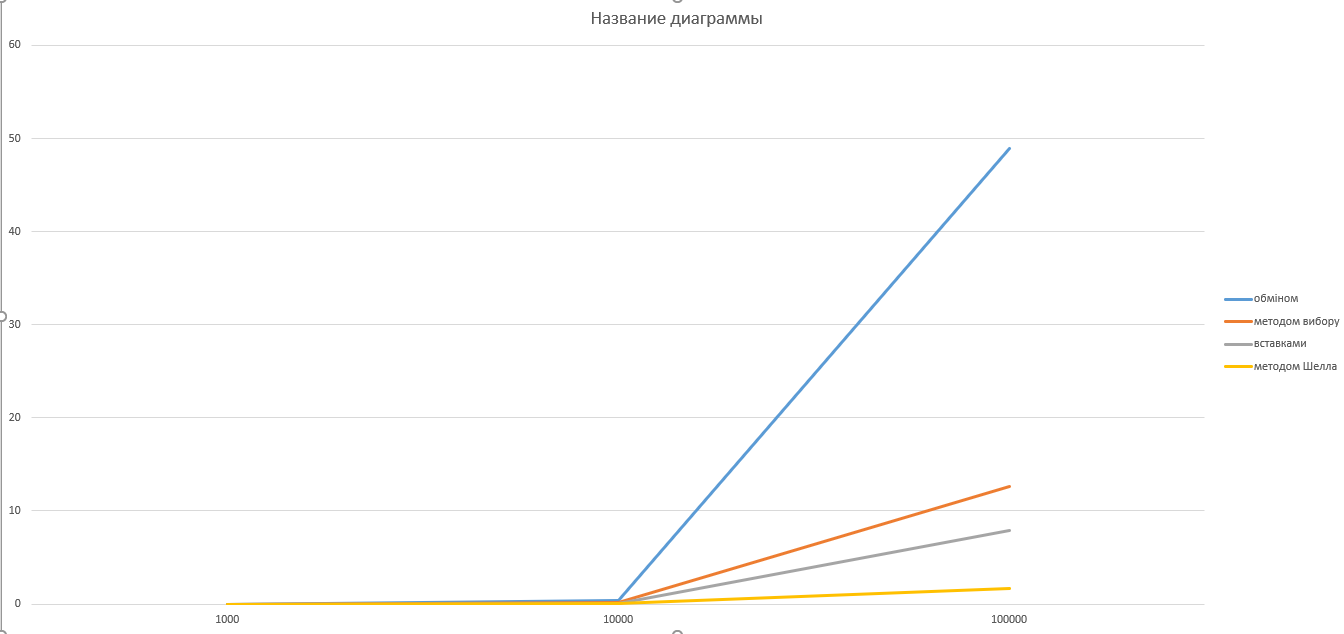 Название диаграммы
60
50
40
30
20
10
0
1000 10000 100000
обміном
методом вибору
вставками
методом Шелла